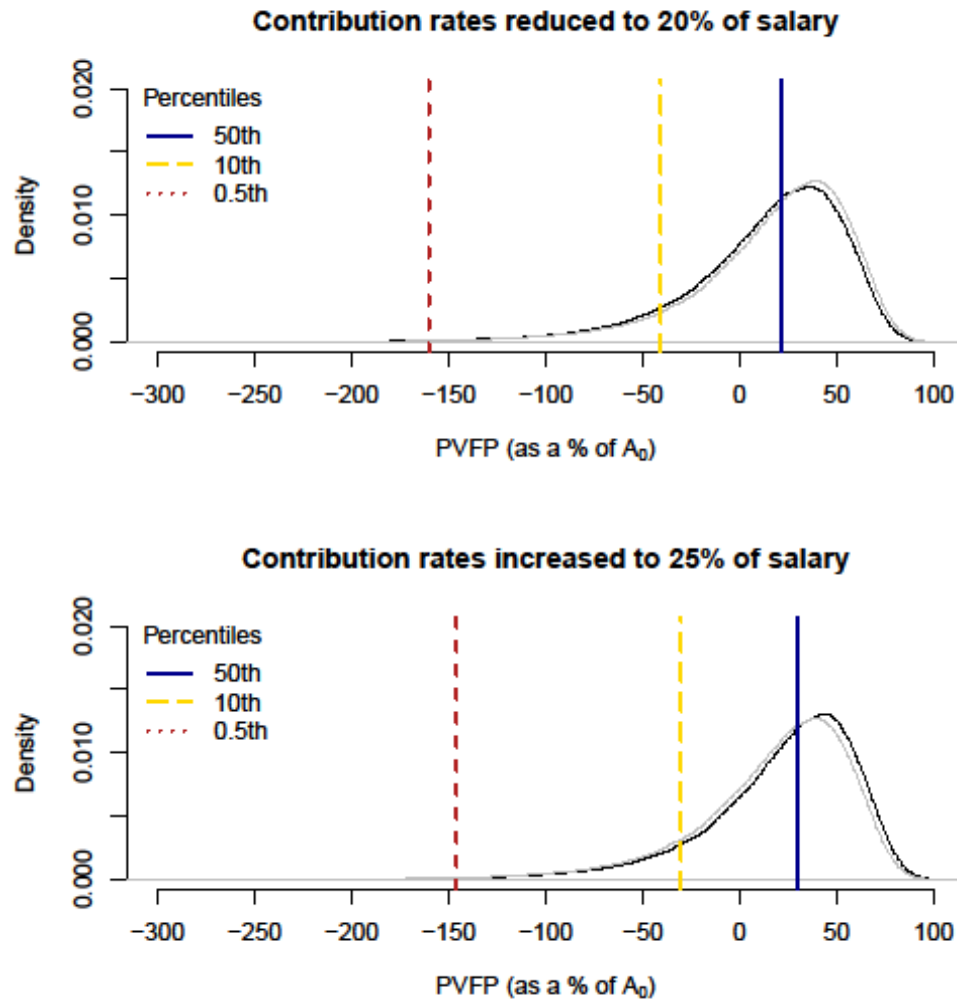 Contribution rates reduced to 20% of salary
Percentiles
50th
10th
0.5th
Density
0.000 0.010 0.020
−300 −250 −200 −150 −100 −50 0 50 100
PVFP (as a % of A₀)
Contribution rates increased to 25% of salary
Percentiles
50th
10th
0.5th
Density
0.000 0.010 0.020
−300 −250 −200 −150 −100 −50 0 50 100
PVFP (as a % of A₀)